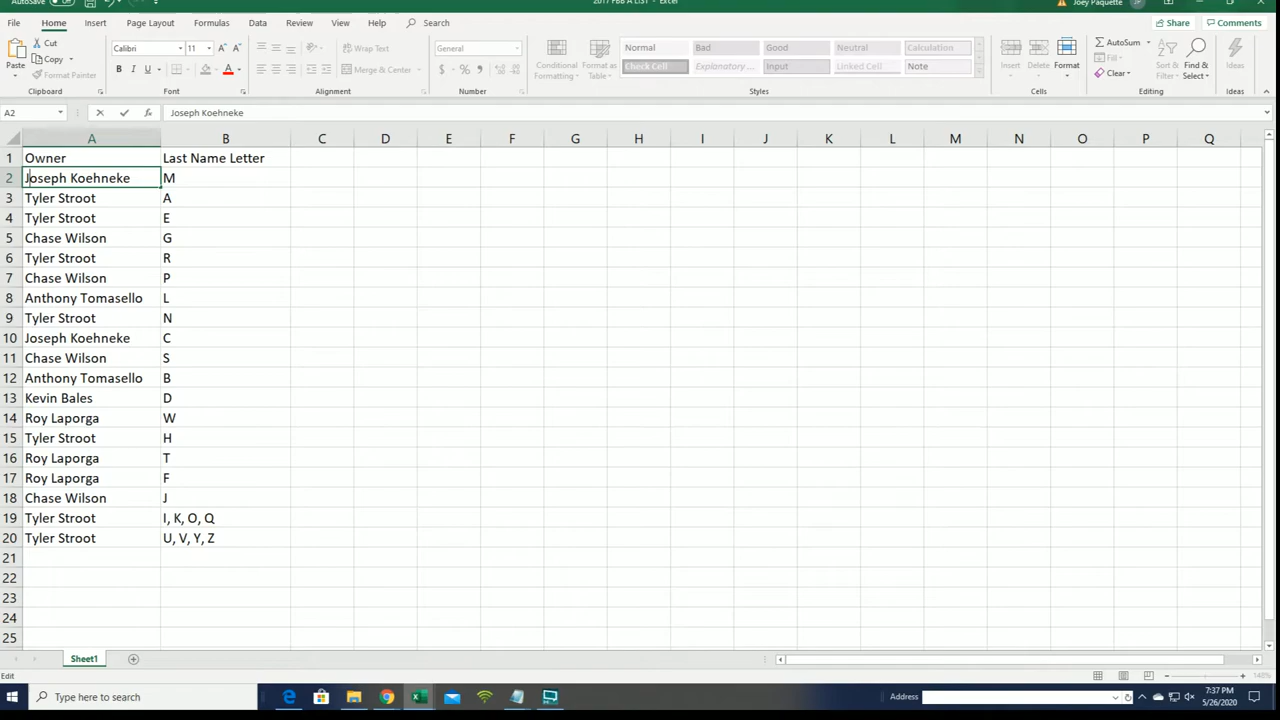 AutoSave Off 2017 FBB A LIST - Excel Joey Paquette JP
File Home Insert Page Layout Formulas Data Review View Help Search Share Comments
Paste Cut Copy Format Painter Clipboard
Calibri 11 B I U Font
Wrap Text Merge & Center Alignment
General $ % Number
Conditional Formatting Format as Table
Normal Bad Good Neutral Calculation
Check Cell Explanatory ... Input Linked Cell Note
Styles
Insert Delete Format Cells
AutoSum Fill Clear Sort & Filter Find & Select Editing
Ideas Ideas
A2 fx Joseph Koehneke
A B C D E F G H I J K L M N O P Q
1 Owner Last Name Letter
2 Joseph Koehneke M
3 Tyler Stroot A
4 Tyler Stroot E
5 Chase Wilson G
6 Tyler Stroot R
7 Chase Wilson P
8 Anthony Tomasello L
9 Tyler Stroot N
10 Joseph Koehneke C
11 Chase Wilson S
12 Anthony Tomasello B
13 Kevin Bales D
14 Roy Laporga W
15 Tyler Stroot H
16 Roy Laporga T
17 Roy Laporga F
18 Chase Wilson J
19 Tyler Stroot I, K, O, Q
20 Tyler Stroot U, V, Y, Z
21
22
23
24
25
Sheet1
Edit 148%
Type here to search Address 7:37 PM
5/26/2020